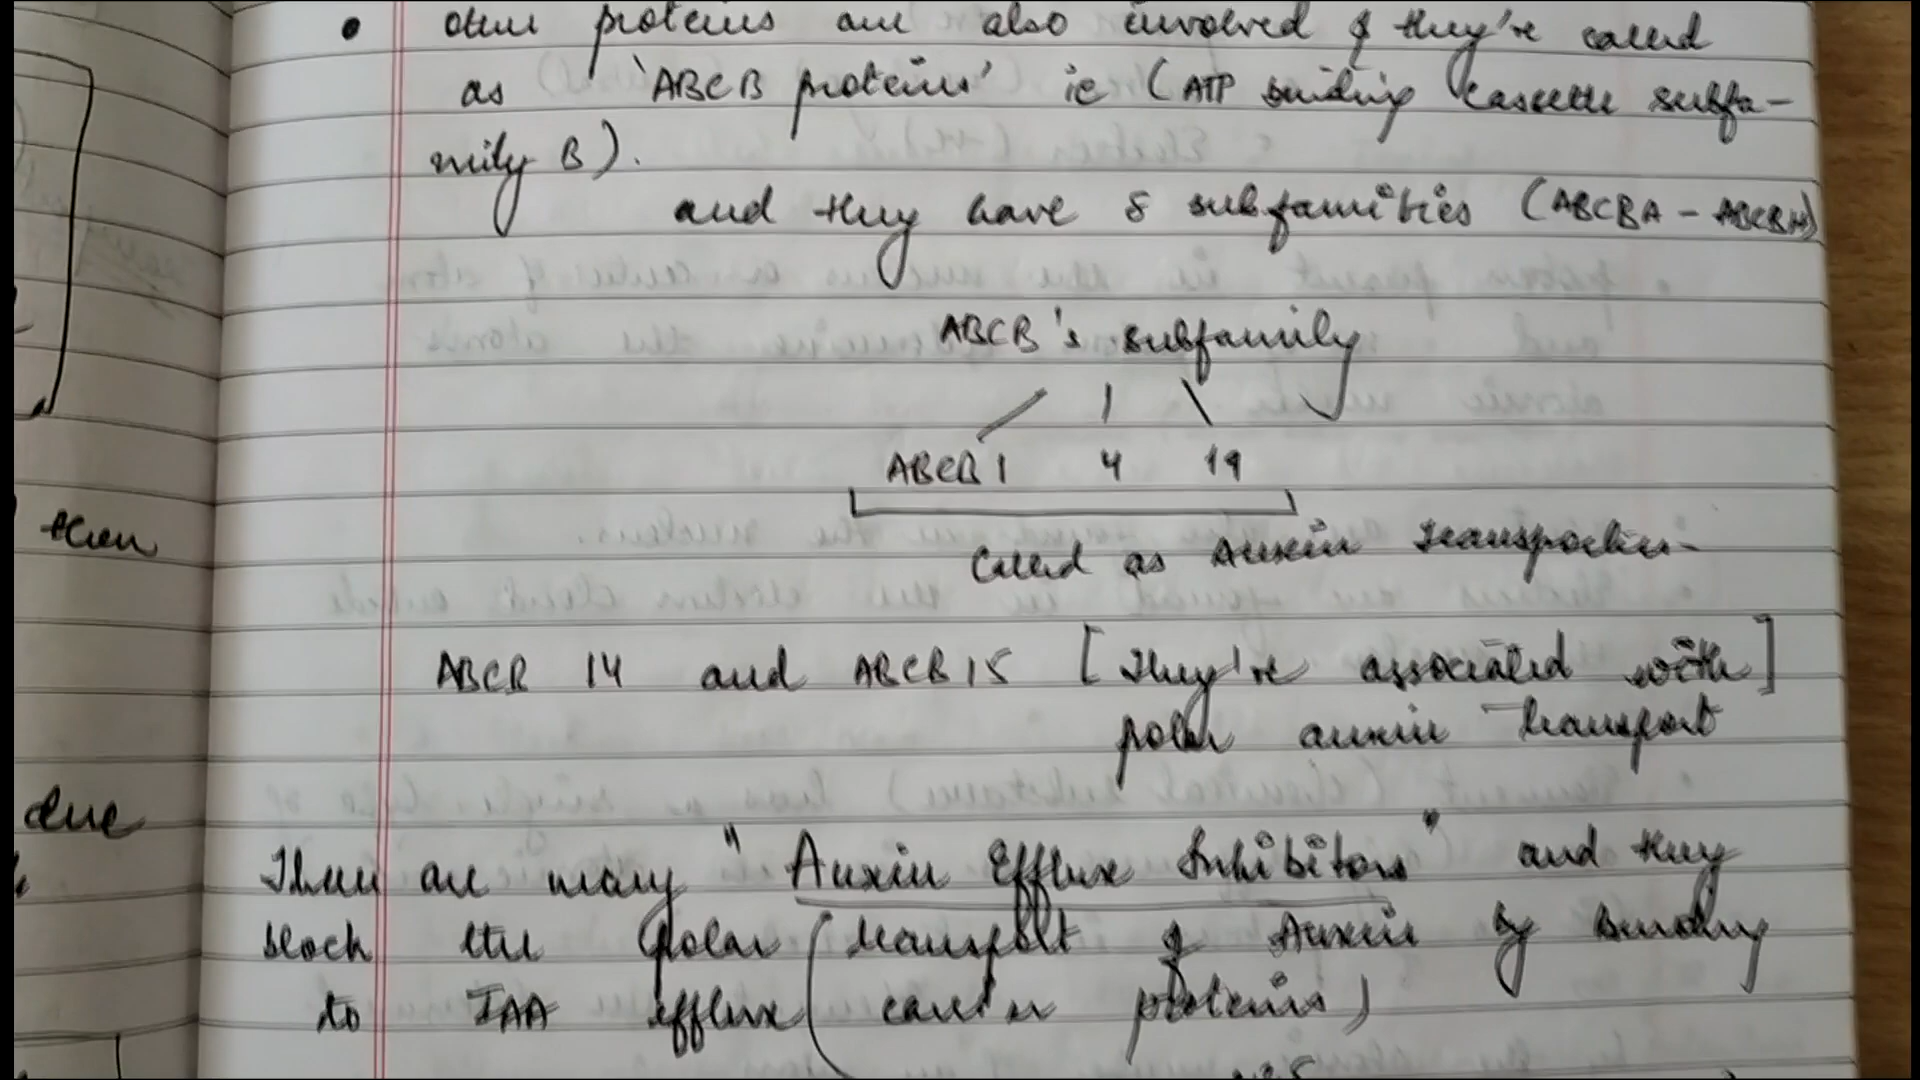 • other proteins are also involved & they're called
as 'ABCB proteins' ie (ATP binding cassette subfa-
mily B).
and they have 8 subfamilies (ABCBA - ABCBH)
ABCB's subfamily
ABCB1 4 19
called as Auxin transporter-
ABCB 14 and ABCB15 [they're associated with]
polar auxin transport
There are many "Auxin Efflux Inhibitors" and they
block the polar transport of Auxin by binding
to IAA efflux (carrier proteins)
then
due